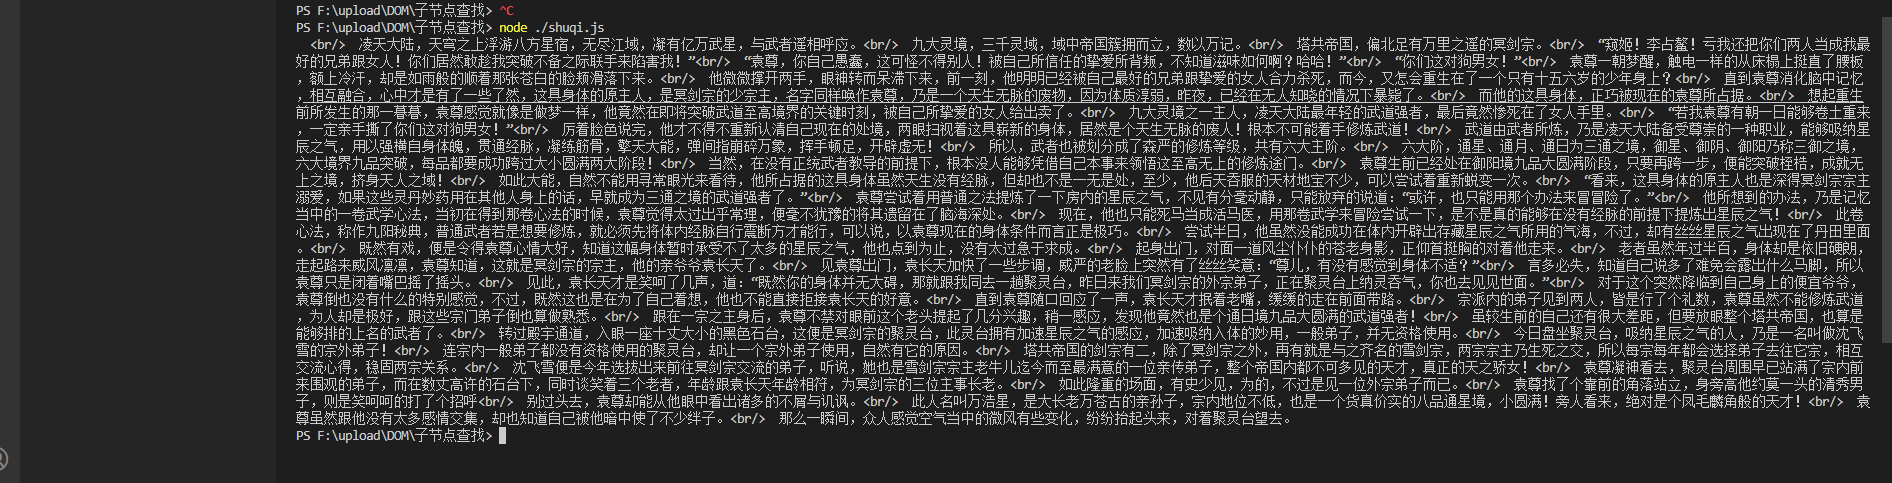 PS F:\upload\DOM\子节点查找> ^C
PS F:\upload\DOM\子节点查找> node ./shuqi.js
<br/>  凌天大陆，天穹之上浮游八方星宿，无尽江域，凝有亿万武星，与武者遥相呼应。<br/>  九大灵境，三千灵域，域中帝国簇拥而立，数以万记。<br/>  塔共帝国，偏北足有万里之遥的冥剑宗。<br/>  “窥姬！李占鳌！亏我还把你们两人当成我最
好的兄弟跟女人！你们居然敢趁我突破不备之际联手来陷害我！”<br/>  “袁尊，你自己愚蠢，这可怪不得别人！被自己所信任的挚爱所背叛，不知道滋味如何啊？哈哈！”<br/>  “你们这对狗男女！”<br/>  袁尊一朝梦醒，触电一样的从床榻上挺直了腰板
，额上冷汗，却是如雨般的顺着那张苍白的脸颊滑落下来。<br/>  他微微撑开两手，眼神转而呆滞下来，前一刻，他明明已经被自己最好的兄弟跟挚爱的女人合力杀死，而今，又怎会重生在了一个只有十五六岁的少年身上？<br/>  直到袁尊消化脑中记忆
，相互融合，心中才是有了一些了然，这具身体的原主人，是冥剑宗的少宗主，名字同样唤作袁尊，乃是一个天生无脉的废物，因为体质淳弱，昨夜，已经在无人知晓的情况下暴毙了。<br/>  而他的这具身体，正巧被现在的袁尊所占据。<br/>  想起重生
前所发生的那一暮暮，袁尊感觉就像是做梦一样，他竟然在即将突破武道至高境界的关键时刻，被自己所挚爱的女人给出卖了。<br/>  九大灵境之一主人，凌天大陆最年轻的武道强者，最后竟然惨死在了女人手里。<br/>  “若我袁尊有朝一日能够卷土重来
，一定亲手撕了你们这对狗男女！”<br/>  厉着脸色说完，他才不得不重新认清自己现在的处境，两眼扫视着这具崭新的身体，居然是个天生无脉的废人！根本不可能着手修炼武道！<br/>  武道由武者所炼，乃是凌天大陆备受尊崇的一种职业，能够吸纳星
辰之气，用以强横自身体魄，贯通经脉，凝练筋骨，擎天大能，弹间指崩碎万象，挥手顿足，开辟虚无！<br/>  所以，武者也被划分成了森严的修炼等级，共有六大主阶。<br/>  六大阶，通星、通月、通日为三通之境，御星、御阴、御阳乃称三御之境，
六大境界九品突破，每品都要成功跨过大小圆满两大阶段！<br/>  当然，在没有正统武者教导的前提下，根本没人能够凭借自己本事来领悟这至高无上的修炼途门。<br/>  袁尊生前已经处在御阳境九品大圆满阶段，只要再跨一步，便能突破桎梏，成就无
上之境，挤身天人之域！<br/>  如此大能，自然不能用寻常眼光来看待，他所占据的这具身体虽然天生没有经脉，但却也不是一无是处，至少，他后天吞服的天材地宝不少，可以尝试着重新蜕变一次。<br/>  “看来，这具身体的原主人也是深得冥剑宗宗主
溺爱，如果这些灵丹妙药用在其他人身上的话，早就成为三通之境的武道强者了。”<br/>  袁尊尝试着用普通之法提炼了一下房内的星辰之气，不见有分毫动静，只能放弃的说道：“或许，也只能用那个办法来冒冒险了。”<br/>  他所想到的办法，乃是记忆
当中的一卷武学心法，当初在得到那卷心法的时候，袁尊觉得太过出乎常理，便毫不犹豫的将其遗留在了脑海深处。<br/>  现在，他也只能死马当成活马医，用那卷武学来冒险尝试一下，是不是真的能够在没有经脉的前提下提炼出星辰之气！<br/>  此卷
心法，称作九阳秘典，普通武者若是想要修炼，就必须先将体内经脉自行震断方才能行，可以说，以袁尊现在的身体条件而言正是极巧。<br/>  尝试半日，他虽然没能成功在体内开辟出存藏星辰之气所用的气海，不过，却有丝丝星辰之气出现在了丹田里面
。<br/>  既然有戏，便是令得袁尊心情大好，知道这幅身体暂时承受不了太多的星辰之气，他也点到为止，没有太过急于求成。<br/>  起身出门，对面一道风尘仆仆的苍老身影，正仰首挺胸的对着他走来。<br/>  老者虽然年过半百，身体却是依旧硬朗，
走起路来威风凛凛，袁尊知道，这就是冥剑宗的宗主，他的亲爷爷袁长天了。<br/>  见袁尊出门，袁长天加快了一些步调，威严的老脸上突然有了丝丝笑意：“尊儿，有没有感觉到身体不适？”<br/>  言多必失，知道自己说多了难免会露出什么马脚，所以
袁尊只是闭着嘴巴摇了摇头。<br/>  见此，袁长天才是笑呵了几声，道：“既然你的身体并无大碍，那就跟我同去一趟聚灵台，昨日来我们冥剑宗的外宗弟子，正在聚灵台上纳灵吞气，你也去见见世面。”<br/>  对于这个突然降临到自己身上的便宜爷爷，
袁尊倒也没有什么的特别感觉，不过，既然这也是在为了自己着想，他也不能直接拒接袁长天的好意。<br/>  直到袁尊随口回应了一声，袁长天才抿着老嘴，缓缓的走在前面带路。<br/>  宗派内的弟子见到两人，皆是行了个礼数，袁尊虽然不能修炼武道
，为人却是极好，跟这些宗门弟子倒也算做熟悉。<br/>  跟在一宗之主身后，袁尊不禁对眼前这个老头提起了几分兴趣，稍一感应，发现他竟然也是个通日境九品大圆满的武道强者！<br/>  虽较生前的自己还有很大差距，但要放眼整个塔共帝国，也算是
能够排的上名的武者了。<br/>  转过殿宇通道，入眼一座十丈大小的黑色石台，这便是冥剑宗的聚灵台，此灵台拥有加速星辰之气的感应，加速吸纳入体的妙用，一般弟子，并无资格使用。<br/>  今日盘坐聚灵台，吸纳星辰之气的人，乃是一名叫做沈飞
雪的宗外弟子！<br/>  连宗内一般弟子都没有资格使用的聚灵台，却让一个宗外弟子使用，自然有它的原因。<br/>  塔共帝国的剑宗有二，除了冥剑宗之外，再有就是与之齐名的雪剑宗，两宗宗主乃生死之交，所以每宗每年都会选择弟子去往它宗，相互
交流心得，稳固两宗关系。<br/>  沈飞雪便是今年选拔出来前往冥剑宗交流的弟子，听说，她也是雪剑宗宗主老牛儿迄今而至最满意的一位亲传弟子，整个帝国内都不可多见的天才，真正的天之骄女！<br/>  袁尊凝神看去，聚灵台周围早已站满了宗内前
来围观的弟子，而在数丈高许的石台下，同时谈笑着三个老者，年龄跟袁长天年龄相符，为冥剑宗的三位主事长老。<br/>  如此隆重的场面，有史少见，为的，不过是见一位外宗弟子而已。<br/>  袁尊找了个靠前的角落站立，身旁高他约莫一头的清秀男
子，则是笑呵呵的打了个招呼<br/>  别过头去，袁尊却能从他眼中看出诸多的不屑与讥讽。<br/>  此人名叫万浩星，是大长老万苍古的亲孙子，宗内地位不低，也是一个货真价实的八品通星境，小圆满！旁人看来，绝对是个凤毛麟角般的天才！<br/>  袁
尊虽然跟他没有太多感情交集，却也知道自己被他暗中使了不少绊子。<br/>  那么一瞬间，众人感觉空气当中的微风有些变化，纷纷抬起头来，对着聚灵台望去。
PS F:\upload\DOM\子节点查找>